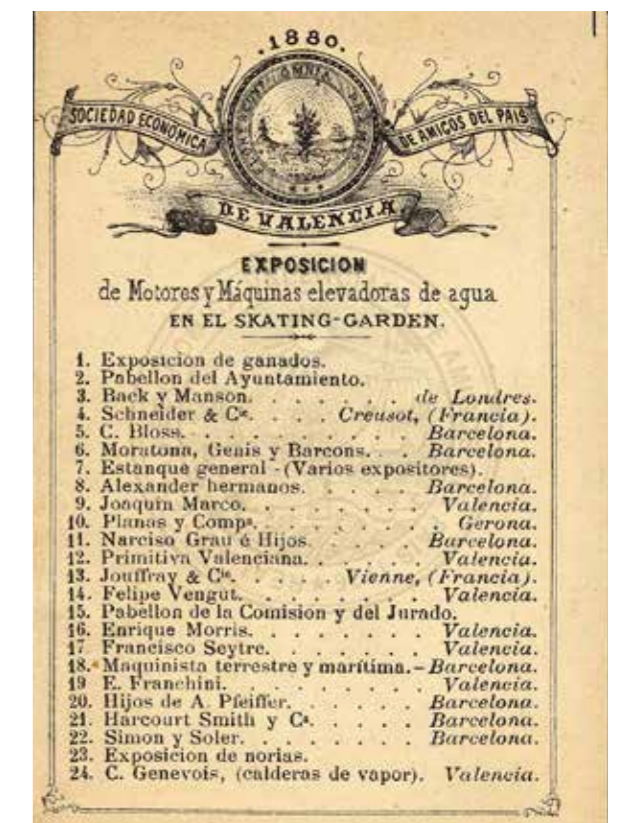 .1880.
SOCIEDAD ECONÓMICA
DE AMIGOS DEL PAIS
DE VALENCIA
EXPOSICION
de Motores y Máquinas elevadoras de agua
EN EL SKATING-GARDEN.
1. Exposicion de ganados.
2. Pabellon del Ayuntamiento.
3. Back y Manson. . . . . . . de Londres.
4. Schneider & Cie. . . . . Creusot, (Francia).
5. C. Bloss. . . . . . . . . . . Barcelona.
6. Moratona, Genis y Barcons. . . Barcelona.
7. Estanque general - (Varios expositores).
8. Alexander hermanos. . . . . . Barcelona.
9. Joaquin Marco. . . . . . . . Valencia.
10. Planas y Compa. . . . . . . . Gerona.
11. Narciso Grau é Hijos. . . . . Barcelona.
12. Primitiva Valenciana. . . . . . Valencia.
13. Jouffray & Cie. . . . . Vienne, (Francia).
14. Felipe Vengut. . . . . . . . Valencia.
15. Pabellon de la Comision y del Jurado.
16. Enrique Morris. . . . . . . . Valencia.
17 Francisco Seytre. . . . . . . Valencia.
18. Maquinista terrestre y marítima. - Barcelona.
19 E. Franchini. . . . . . . . . Valencia.
20. Hijos de A. Pfeiffer. . . . . . Barcelona.
21. Harcourt Smith y Ca. . . . . Barcelona.
22. Simon y Soler. . . . . . . . Barcelona.
23. Exposicion de norias.
24. C. Genevois, (calderas de vapor). Valencia.